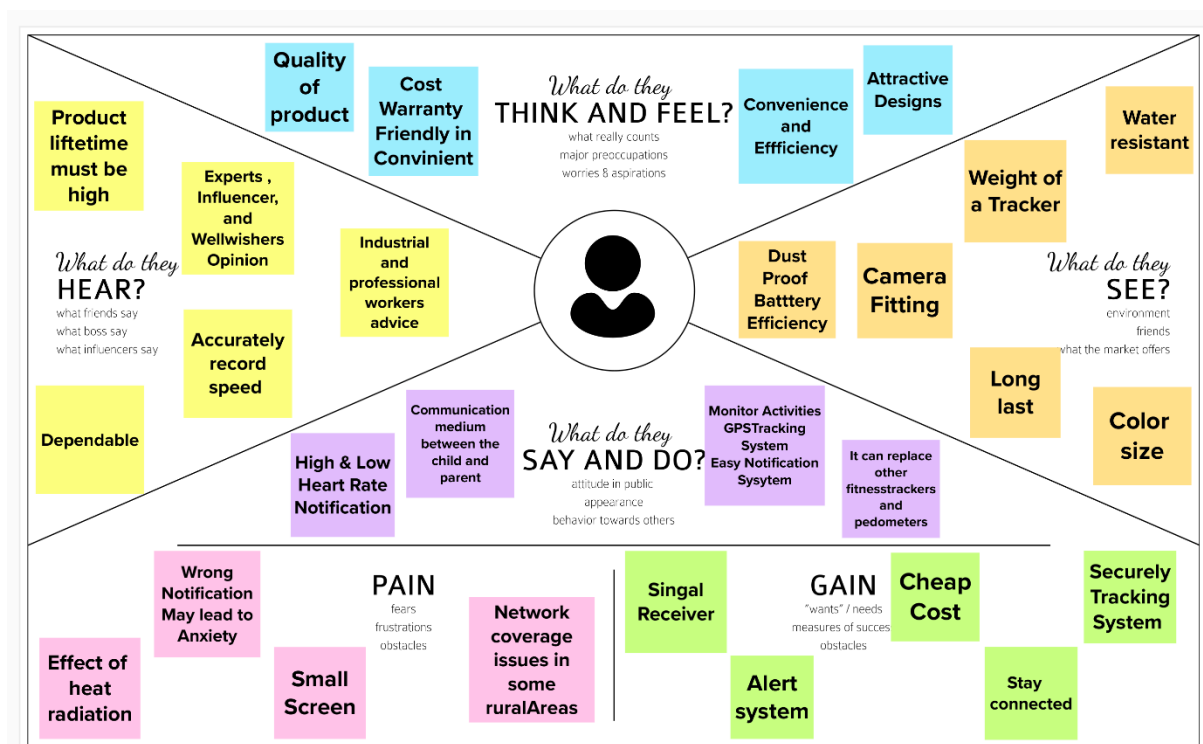 Quality
of
product
Cost
Warranty
Friendly in
Convinient
What do they
THINK AND FEEL?
what really counts
major preoccupations
worries & aspirations
Convenience
and
Effficiency
Attractive
Designs
Product
liftetime
must be
high
Experts ,
Influencer,
and
Wellwishers
Opinion
Industrial
and
professional
workers
advice
What do they
HEAR?
what friends say
what boss say
what influencers say
Accurately
record
speed
Dependable
Water
resistant
Weight of
a Tracker
Dust
Proof
Batttery
Efficiency
Camera
Fitting
What do they
SEE?
environment
friends
what the market offers
Long
last
Color
size
Communication
medium
between the
child and
parent
High & Low
Heart Rate
Notification
What do they
SAY AND DO?
attitude in public
appearance
behavior towards others
Monitor Activities
GPSTracking
System
Easy Notification
Sysytem
It can replace
other
fitnesstrackers
and
pedometers
Wrong
Notification
May lead to
Anxiety
Effect of
heat
radiation
Small
Screen
PAIN
fears
frustrations
obstacles
Network
coverage
issues in
some
ruralAreas
Singal
Receiver
Alert
system
GAIN
"wants" / needs
measures of succes
obstacles
Cheap
Cost
Stay
connected
Securely
Tracking
System